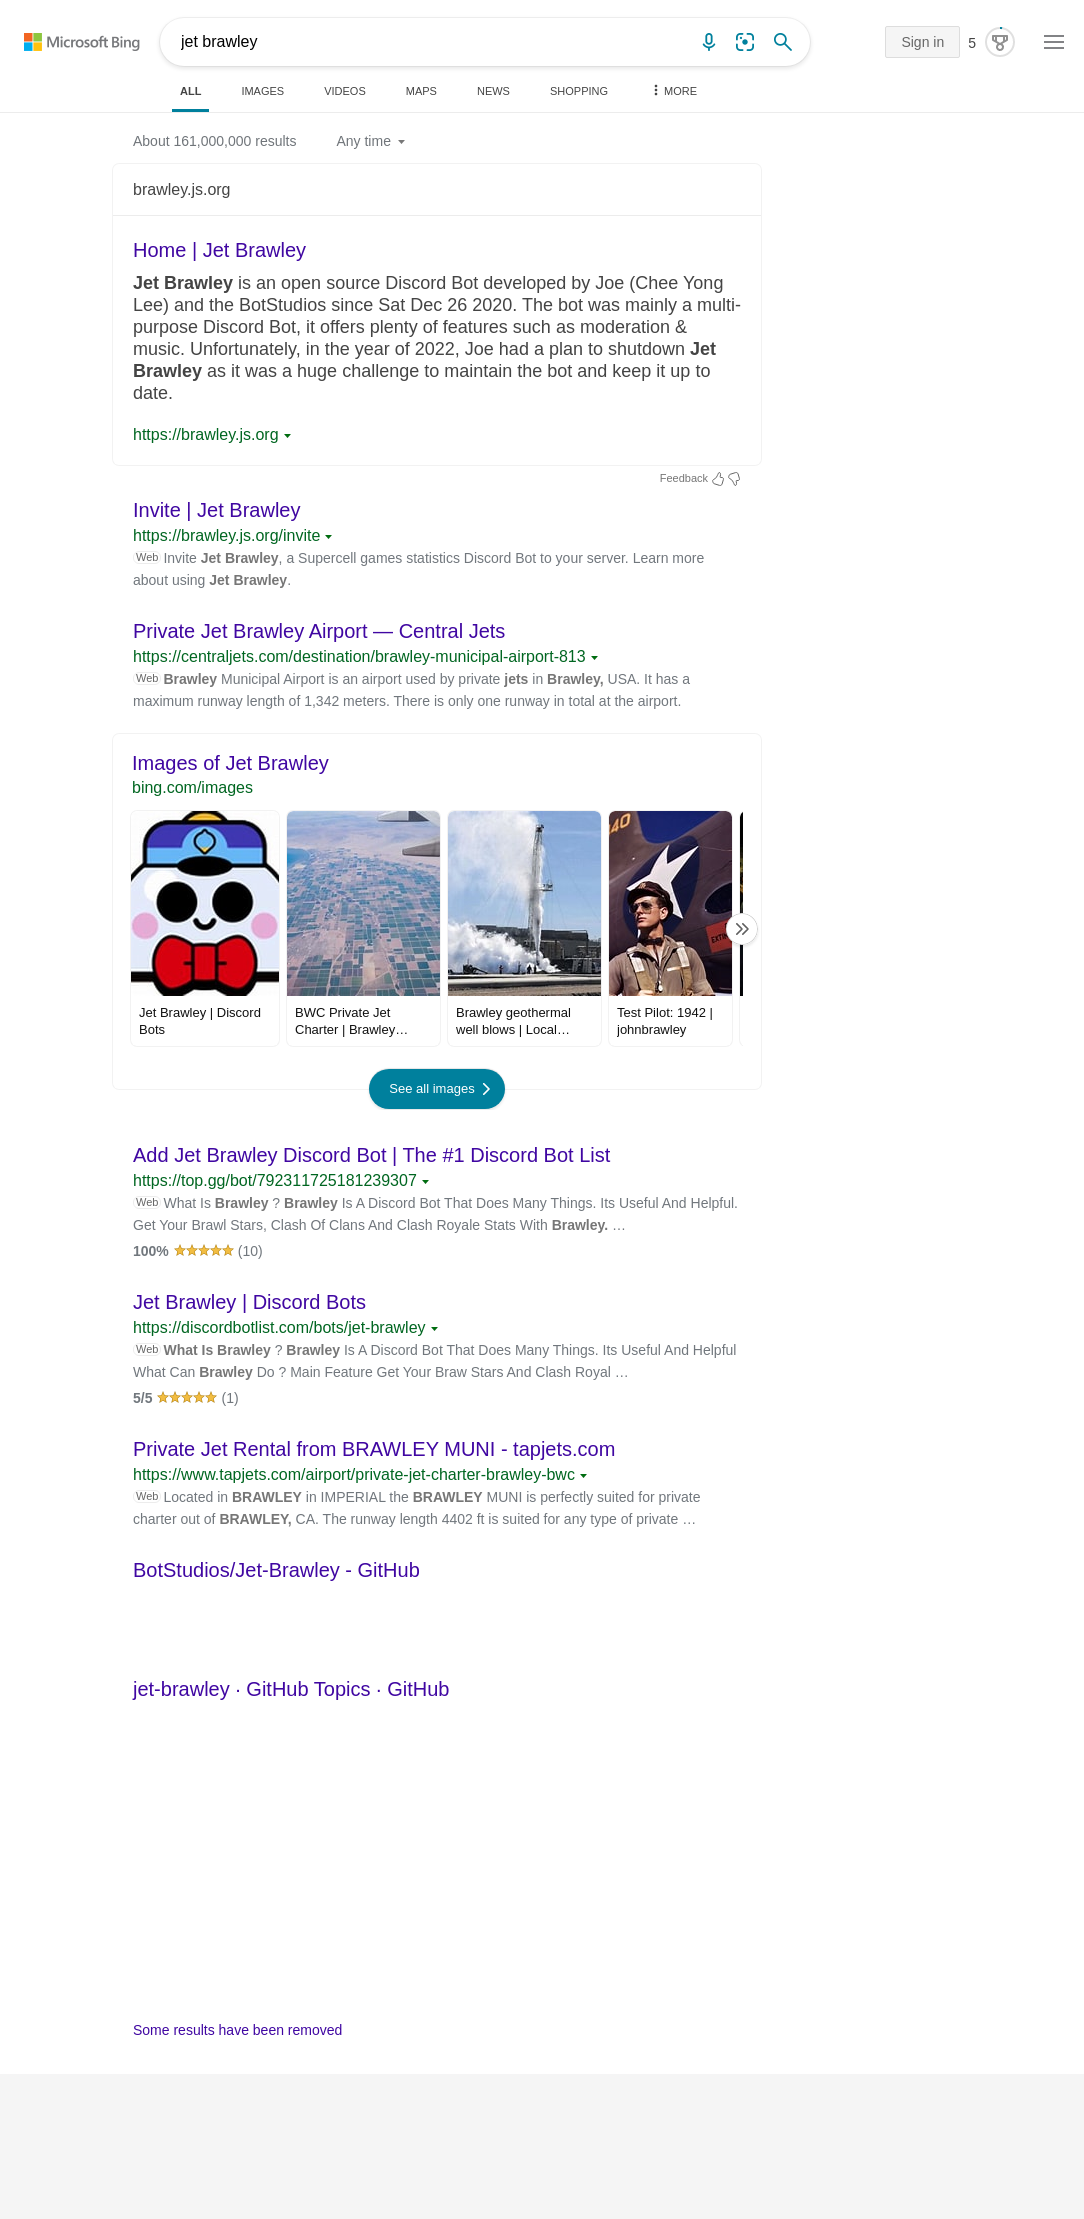 Microsoft Bing
jet brawley
Sign in
5
ALL
IMAGES
VIDEOS
MAPS
NEWS
SHOPPING
MORE
About 161,000,000 results
Any time
brawley.js.org
Home | Jet Brawley
Jet Brawley is an open source Discord Bot developed by Joe (Chee Yong
Lee) and the BotStudios since Sat Dec 26 2020. The bot was mainly a multi-
purpose Discord Bot, it offers plenty of features such as moderation &
music. Unfortunately, in the year of 2022, Joe had a plan to shutdown Jet
Brawley as it was a huge challenge to maintain the bot and keep it up to
date.
https://brawley.js.org
Feedback
Invite | Jet Brawley
https://brawley.js.org/invite
Web Invite Jet Brawley, a Supercell games statistics Discord Bot to your server. Learn more
about using Jet Brawley.
Private Jet Brawley Airport — Central Jets
https://centraljets.com/destination/brawley-municipal-airport-813
Web Brawley Municipal Airport is an airport used by private jets in Brawley, USA. It has a
maximum runway length of 1,342 meters. There is only one runway in total at the airport.
Images of Jet Brawley
bing.com/images
40
EXTIN
Jet Brawley | Discord
Bots
BWC Private Jet
Charter | Brawley…
Brawley geothermal
well blows | Local…
Test Pilot: 1942 |
johnbrawley
See all images
Add Jet Brawley Discord Bot | The #1 Discord Bot List
https://top.gg/bot/792311725181239307
Web What Is Brawley ? Brawley Is A Discord Bot That Does Many Things. Its Useful And Helpful.
Get Your Brawl Stars, Clash Of Clans And Clash Royale Stats With Brawley. …
100% (10)
Jet Brawley | Discord Bots
https://discordbotlist.com/bots/jet-brawley
Web What Is Brawley ? Brawley Is A Discord Bot That Does Many Things. Its Useful And Helpful
What Can Brawley Do ? Main Feature Get Your Braw Stars And Clash Royal …
5/5 (1)
Private Jet Rental from BRAWLEY MUNI - tapjets.com
https://www.tapjets.com/airport/private-jet-charter-brawley-bwc
Web Located in BRAWLEY in IMPERIAL the BRAWLEY MUNI is perfectly suited for private
charter out of BRAWLEY, CA. The runway length 4402 ft is suited for any type of private …
BotStudios/Jet-Brawley - GitHub
jet-brawley · GitHub Topics · GitHub
Some results have been removed